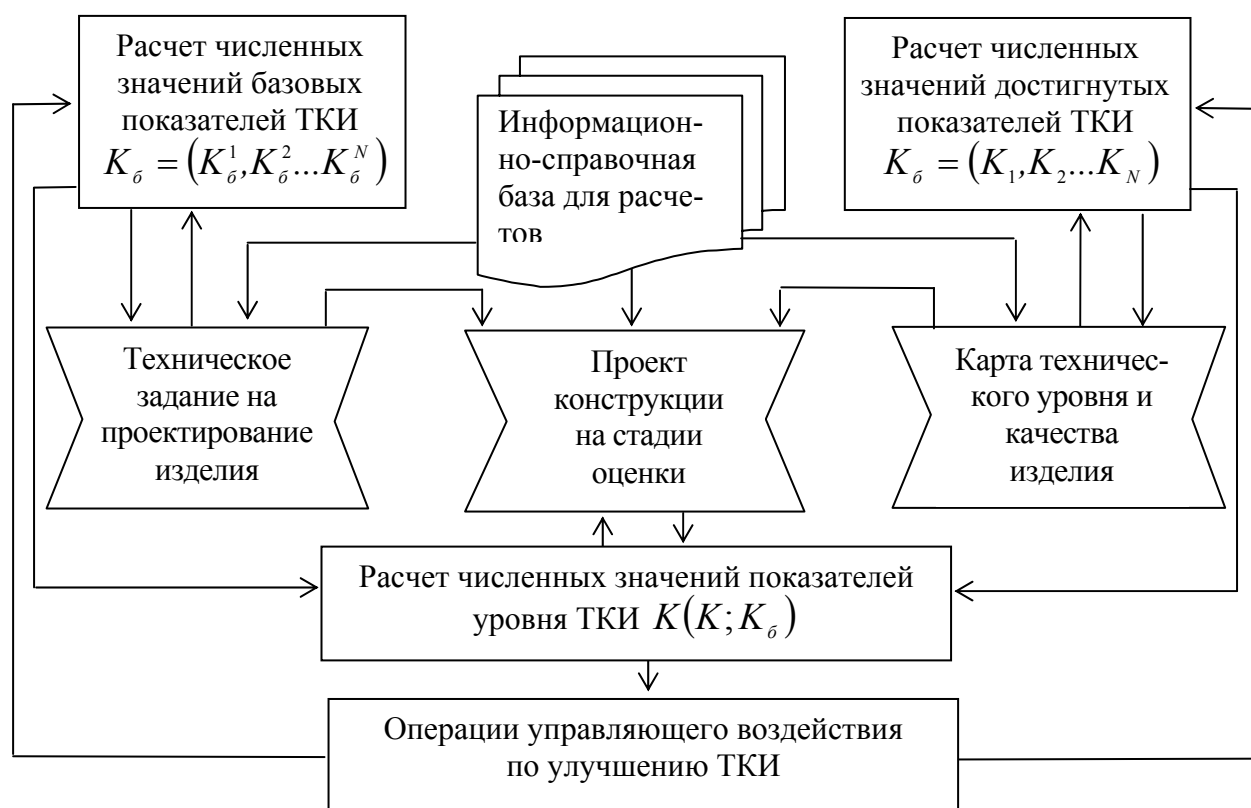 Расчет численных
значений базовых
показателей ТКИ
K_б = (K_б^1, K_б^2...K_б^N)
Информацион-
но-справочная
база для расче-
тов
Расчет численных
значений достигнутых
показателей ТКИ
K_б = (K_1, K_2...K_N)
Техническое
задание на
проектирование
изделия
Проект
конструкции
на стадии
оценки
Карта техничес-
кого уровня и
качества
изделия
Расчет численных значений показателей
уровня ТКИ K(K; K_б)
Операции управляющего воздействия
по улучшению ТКИ